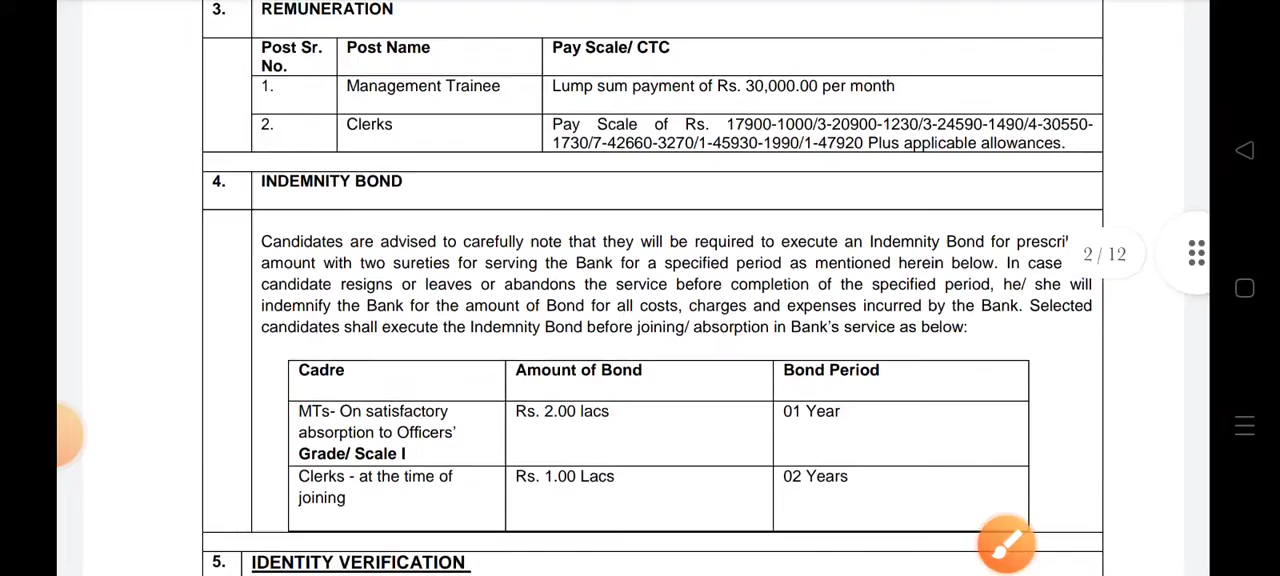 3. REMUNERATION
Post Sr. No. Post Name Pay Scale/ CTC
1. Management Trainee Lump sum payment of Rs. 30,000.00 per month
2. Clerks Pay Scale of Rs. 17900-1000/3-20900-1230/3-24590-1490/4-30550-
1730/7-42660-3270/1-45930-1990/1-47920 Plus applicable allowances.
4. INDEMNITY BOND
Candidates are advised to carefully note that they will be required to execute an Indemnity Bond for
amount with two sureties for serving the Bank for a specified period as mentioned herein below. In case
candidate resigns or leaves or abandons the service before completion of the specified period, he/ she will
indemnify the Bank for the amount of Bond for all costs, charges and expenses incurred by the Bank. Selected
candidates shall execute the Indemnity Bond before joining/ absorption in Bank's service as below:
2 / 12
Cadre Amount of Bond Bond Period
MTs- On satisfactory Rs. 2.00 lacs 01 Year
absorption to Officers'
Grade/ Scale I
Clerks - at the time of Rs. 1.00 Lacs 02 Years
joining
5. IDENTITY VERIFICATION